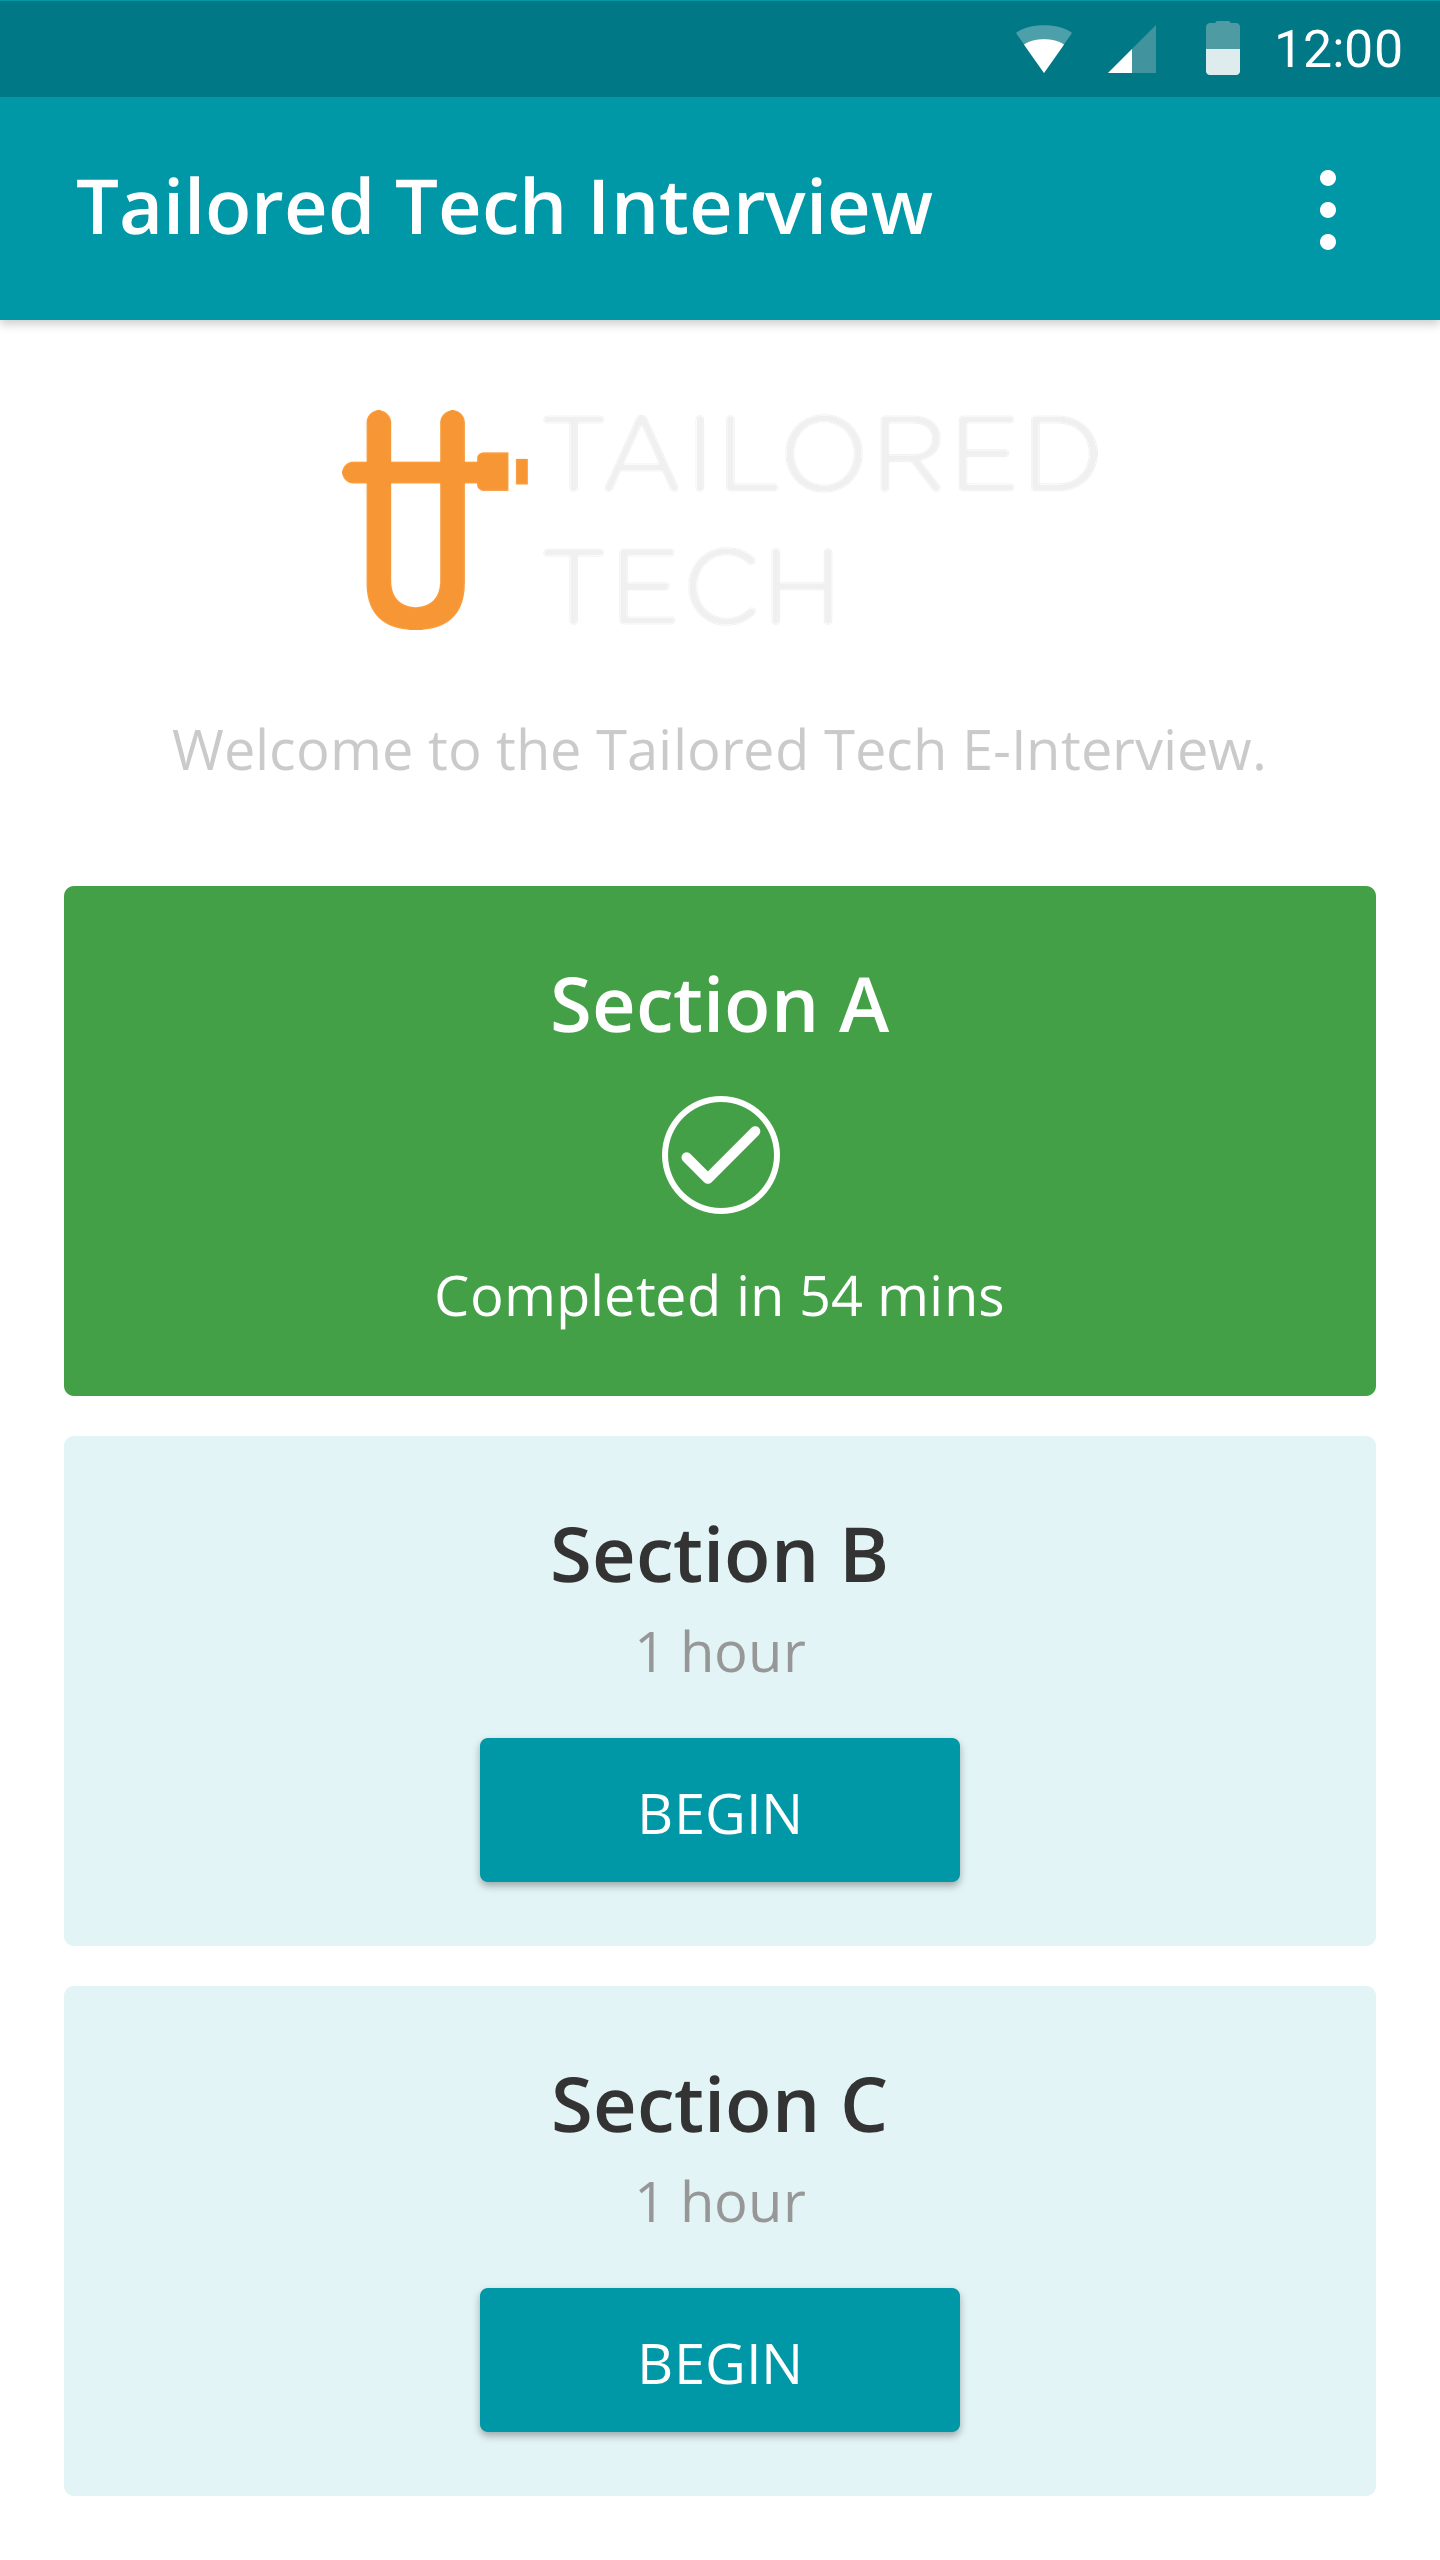 12:00
Tailored Tech Interview
TAILORED
TECH
Welcome to the Tailored Tech E-Interview.
Section A
Completed in 54 mins
Section B
1 hour
BEGIN
Section C
1 hour
BEGIN